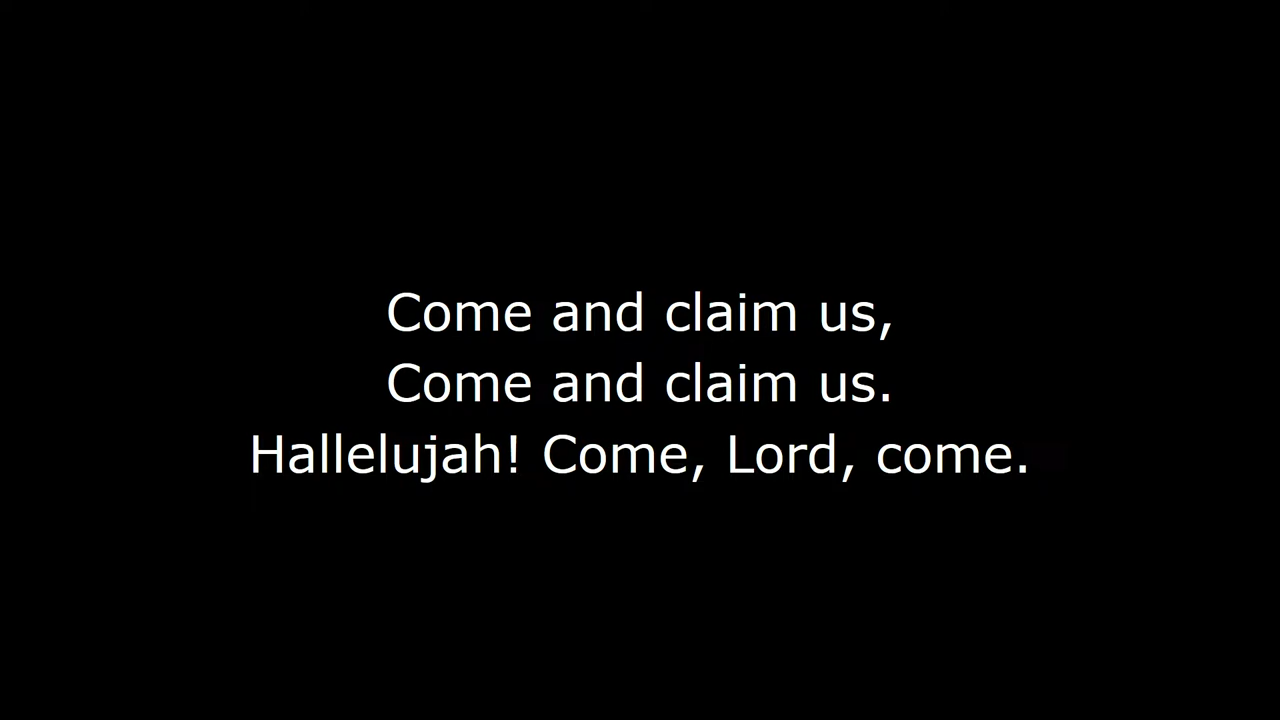 Come and claim us,
Come and claim us.
Hallelujah! Come, Lord, come.